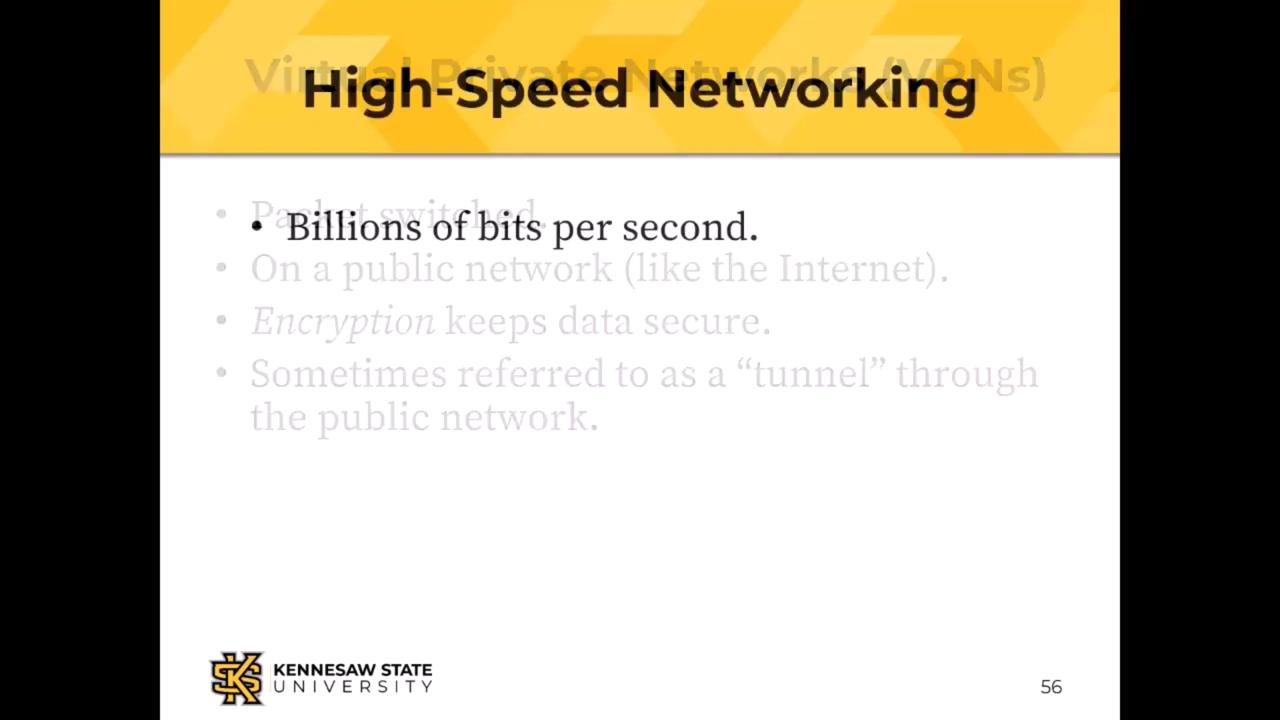 Virtual Private Networks (VPNs)
High-Speed Networking
• Packet switched.
• Billions of bits per second.
• On a public network (like the Internet).
• Encryption keeps data secure.
• Sometimes referred to as a “tunnel” through
the public network.
KENNESAW STATE
UNIVERSITY
56